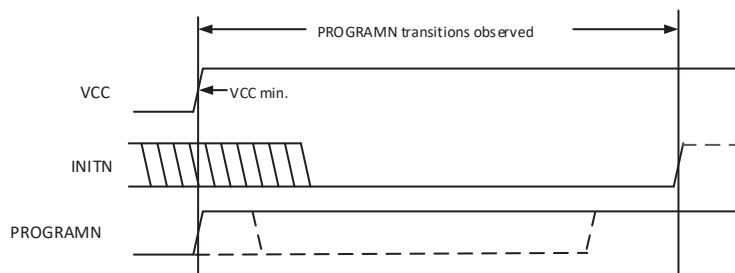 PROGRAMN transitions observed
VCC
VCC min.
INITN
PROGRAMN